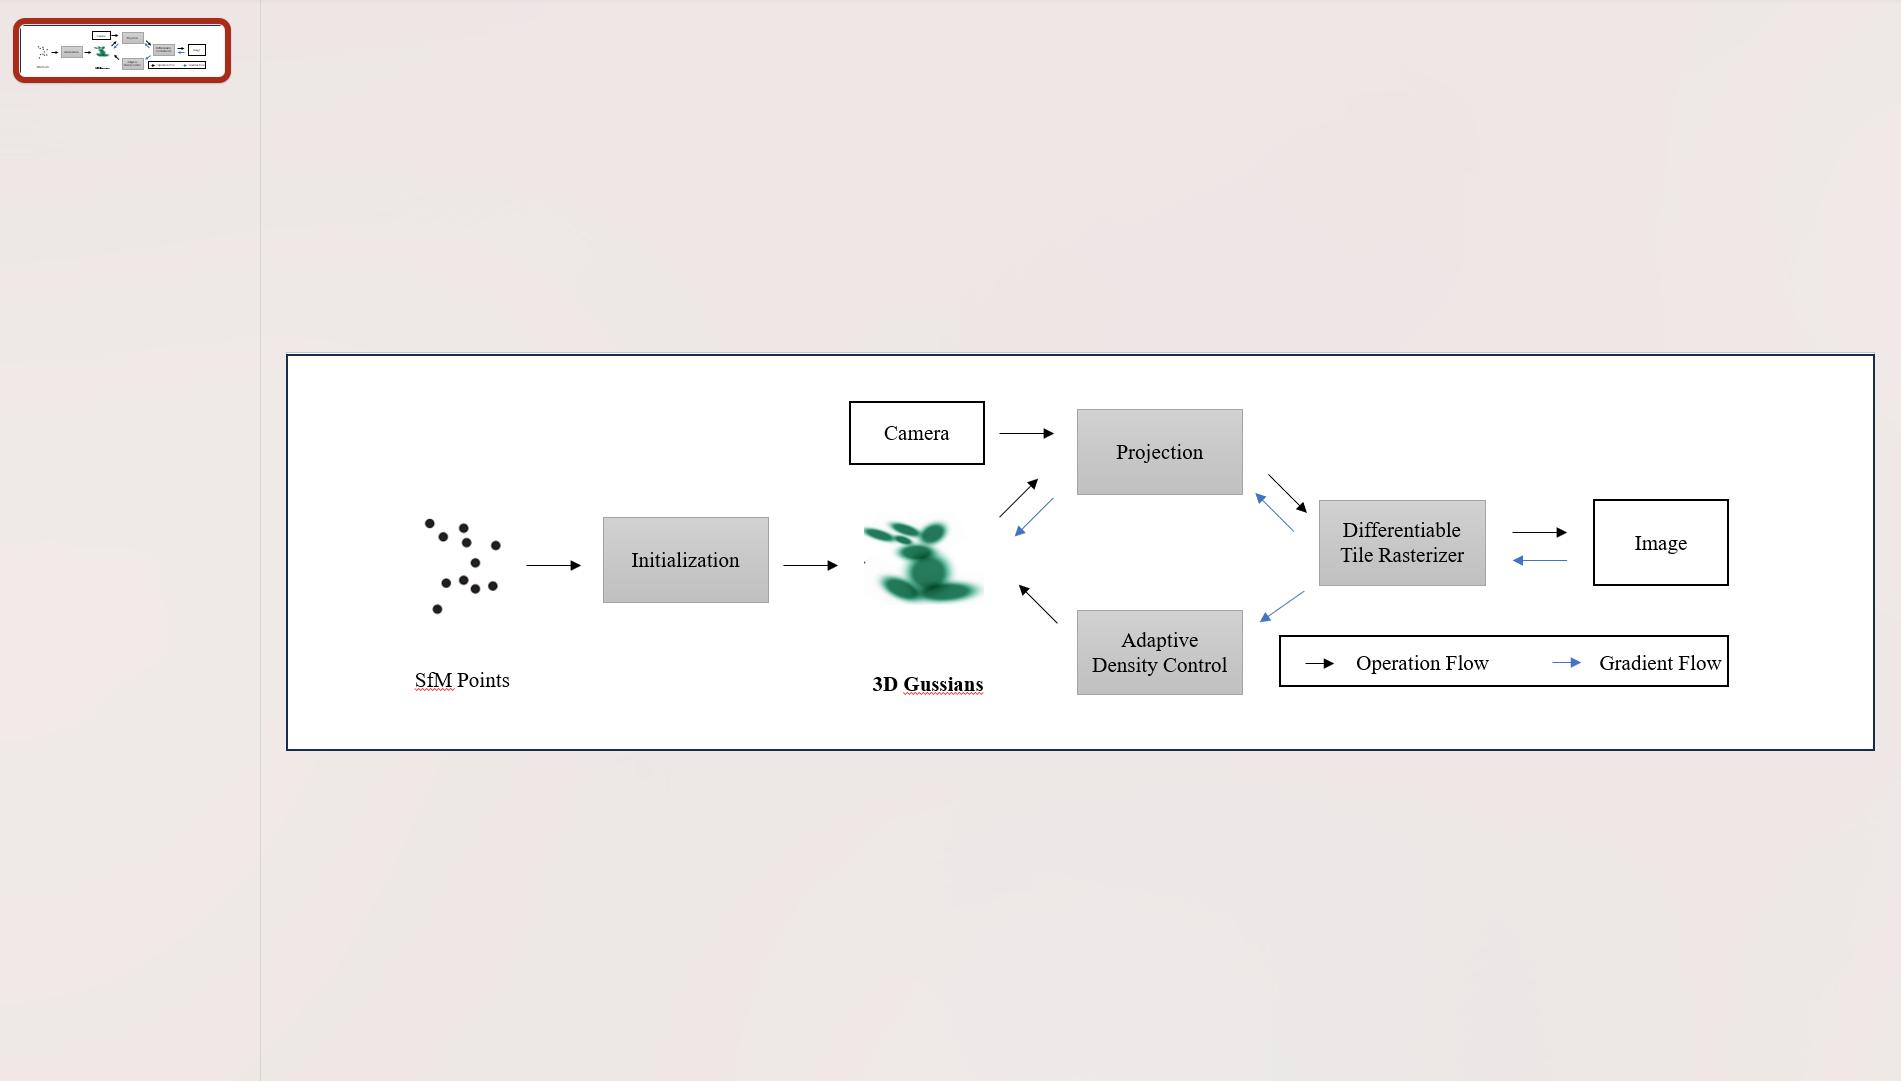 Camera
Projection
Differentiable
Tile Rasterizer
Image
Initialization
Adaptive
Density Control
Operation Flow
Gradient Flow
SfM Points
3D Gussians